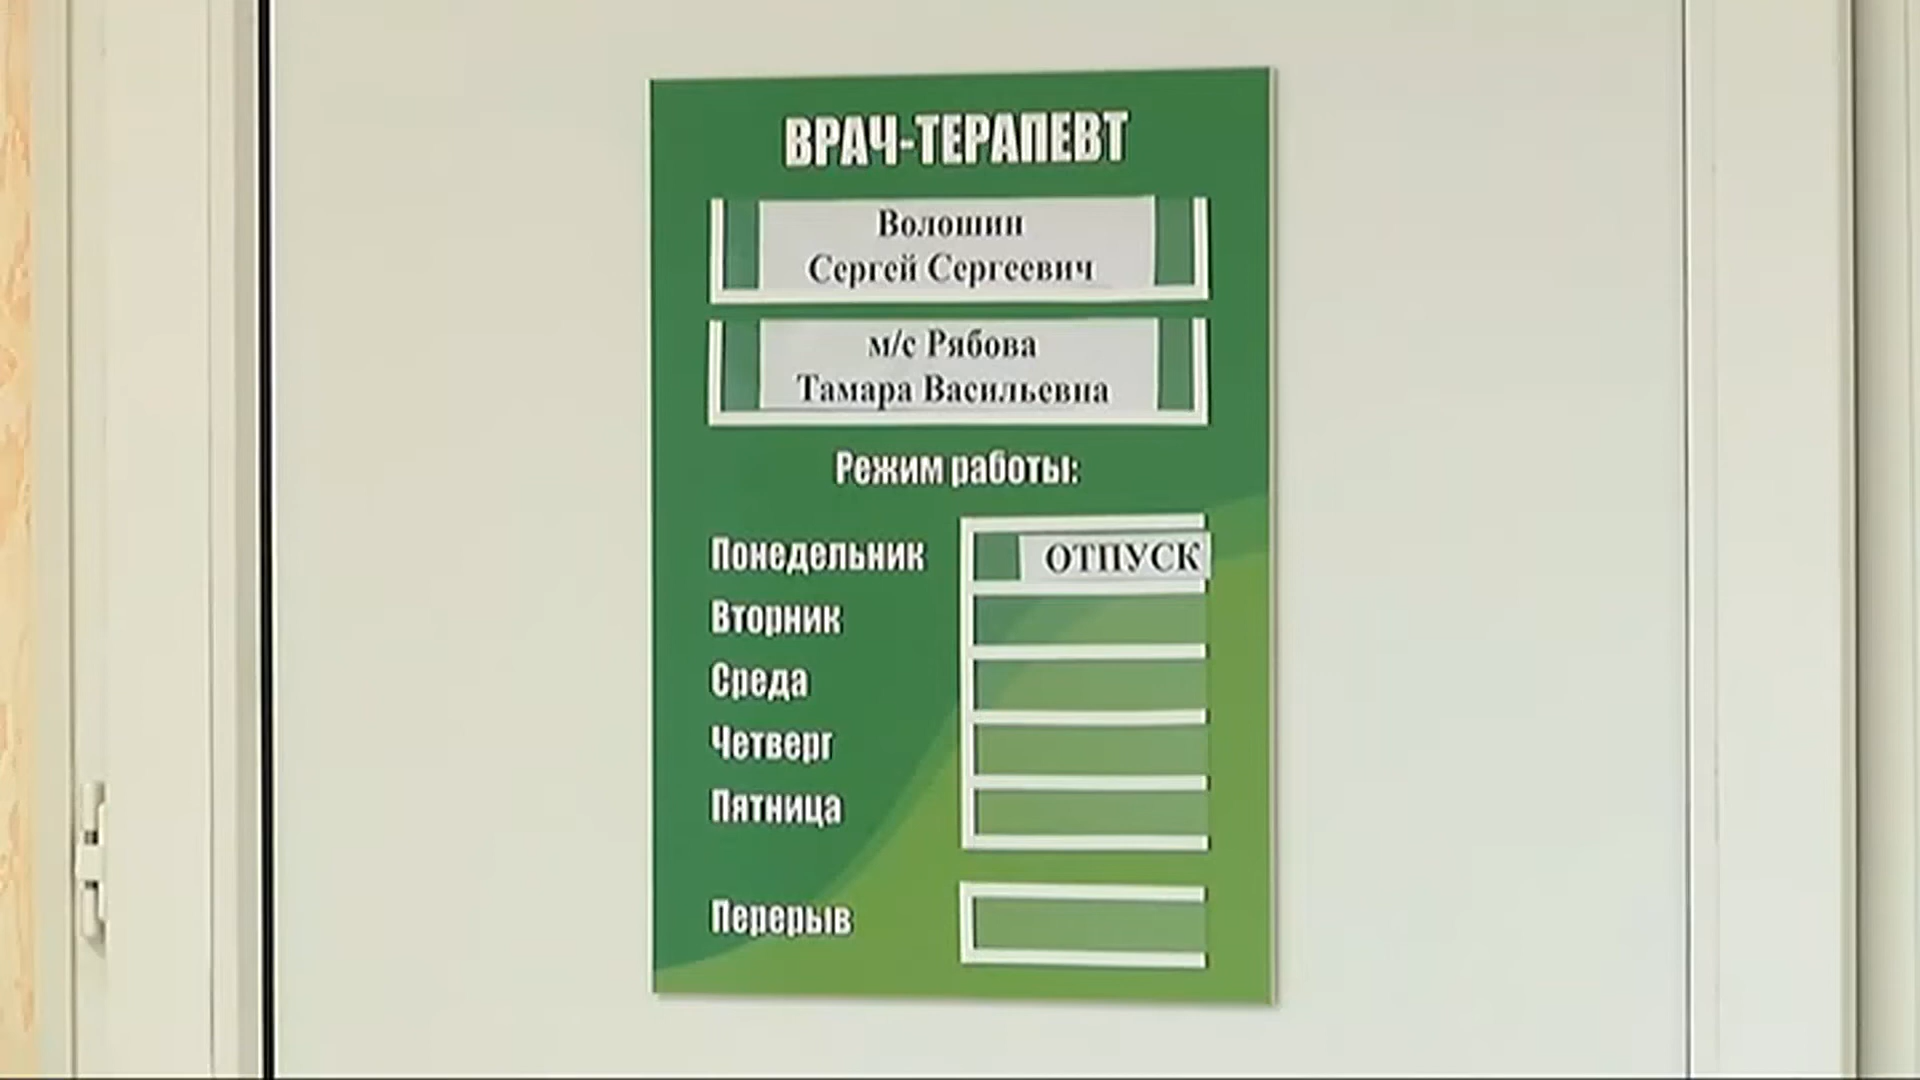 ВРАЧ-ТЕРАПЕВТ
Волошин
Сергей Сергеевич
м/с Рябова
Тамара Васильевна
Режим работы:
Понедельник ОТПУСК
Вторник
Среда
Четверг
Пятница
Перерыв